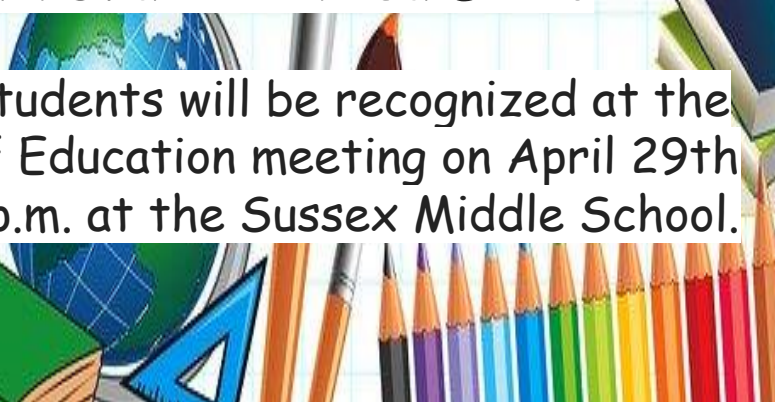 tudents will be recognized at the
Education meeting on April 29th
p.m. at the Sussex Middle School.